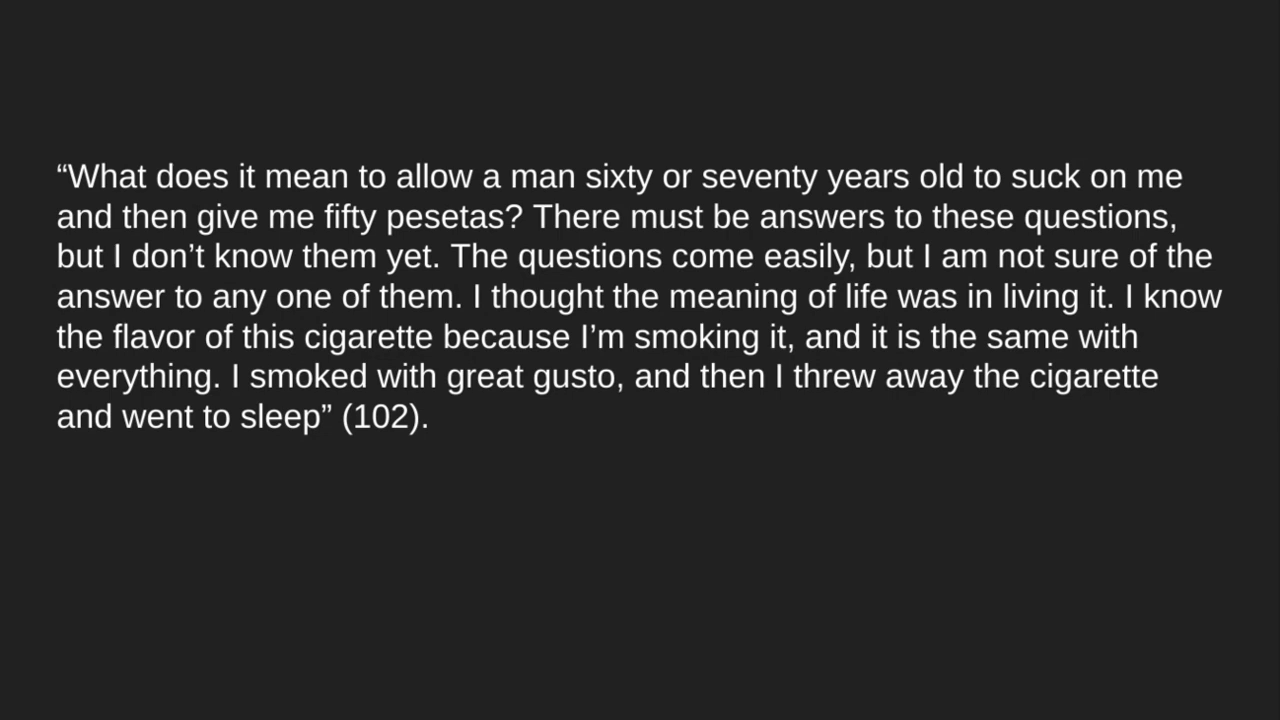 “What does it mean to allow a man sixty or seventy years old to suck on me
and then give me fifty pesetas? There must be answers to these questions,
but I don’t know them yet. The questions come easily, but I am not sure of the
answer to any one of them. I thought the meaning of life was in living it. I know
the flavor of this cigarette because I’m smoking it, and it is the same with
everything. I smoked with great gusto, and then I threw away the cigarette
and went to sleep” (102).